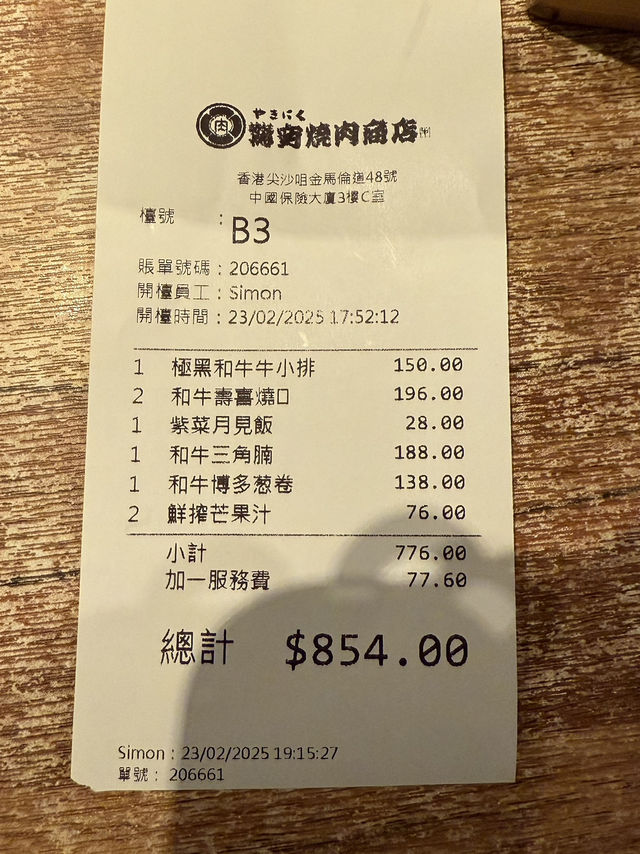 肉
やきにく
燒肉商店
香港尖沙咀金馬倫道48號
中國保險大廈3樓C室
檯號 : B3
賬單號碼 : 206661
開檯員工 : Simon
開檯時間 : 23/02/2025 17:52:12
1 極黑和牛牛小排 150.00
2 和牛壽喜燒口 196.00
1 紫菜月見飯 28.00
1 和牛三角腩 188.00
1 和牛博多葱卷 138.00
2 鮮搾芒果汁 76.00
小計 776.00
加一服務費 77.60
總計 $854.00
Simon : 23/02/2025 19:15:27
單號 : 206661